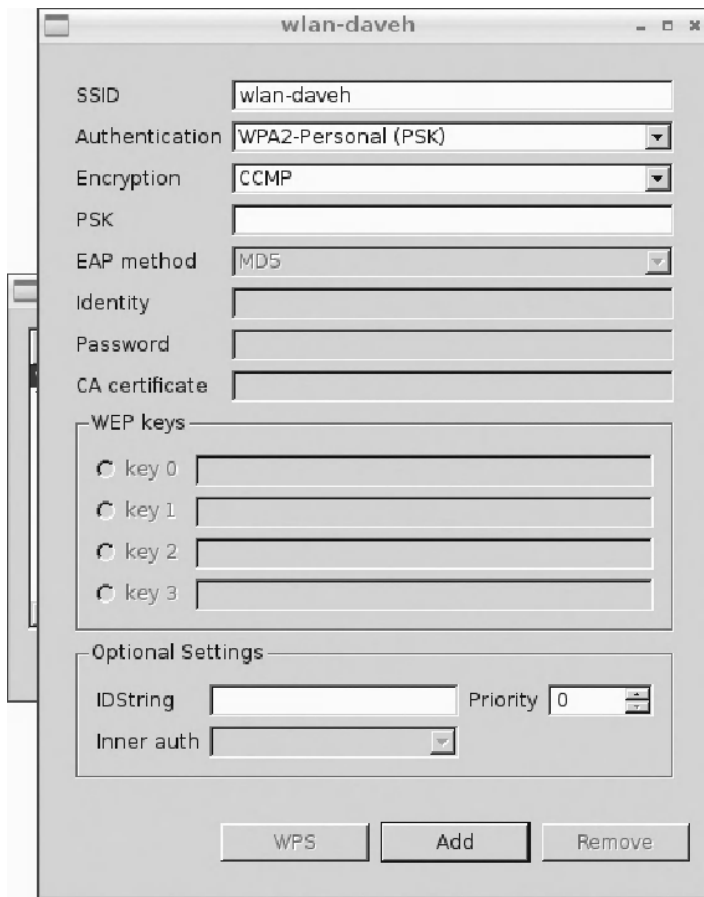 wlan-daveh
SSID wlan-daveh
Authentication WPA2-Personal (PSK)
Encryption CCMP
PSK
EAP method MD5
Identity
Password
CA certificate
WEP keys
key 0
key 1
key 2
key 3
Optional Settings
IDString Priority 0
Inner auth
WPS Add Remove